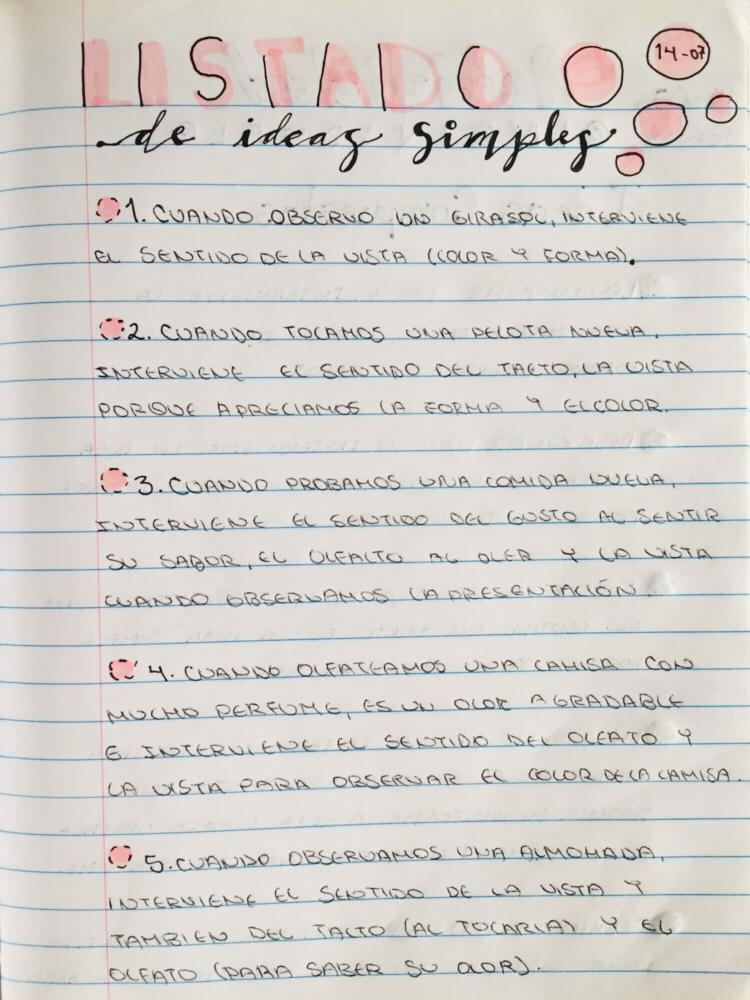 LISTADO
14-07
de ideas simples
1. CUANDO OBSERVO UN GIRASOL, INTERVIENE
EL SENTIDO DE LA VISTA (COLOR Y FORMA).
2. CUANDO TOCAMOS UNA PELOTA NUEVA,
INTERVIENE EL SENTIDO DEL TACTO, LA VISTA
PORQUE APRECIAMOS LA FORMA Y EL COLOR.
3. CUANDO PROBAMOS UNA COMIDA NUEVA,
INTERVIENE EL SENTIDO DEL GUSTO AL SENTIR
SU SABOR, EL OLFALTO AL OLER Y LA VISTA
CUANDO OBSERVAMOS LA PRESENTACIÓN.
4. CUANDO OLFATEAMOS UNA CAMISA CON
MUCHO PERFUME, ES UN OLOR AGRADABLE
E INTERVIENE EL SENTIDO DEL OLFATO Y
LA VISTA PARA OBSERVAR EL COLOR DE LA CAMISA.
5. CUANDO OBSERVAMOS UNA ALMOHADA,
INTERVIENE EL SENTIDO DE LA VISTA Y
TAMBIEN DEL TACTO (AL TOCARLA) Y EL
OLFATO (PARA SABER SU OLOR).